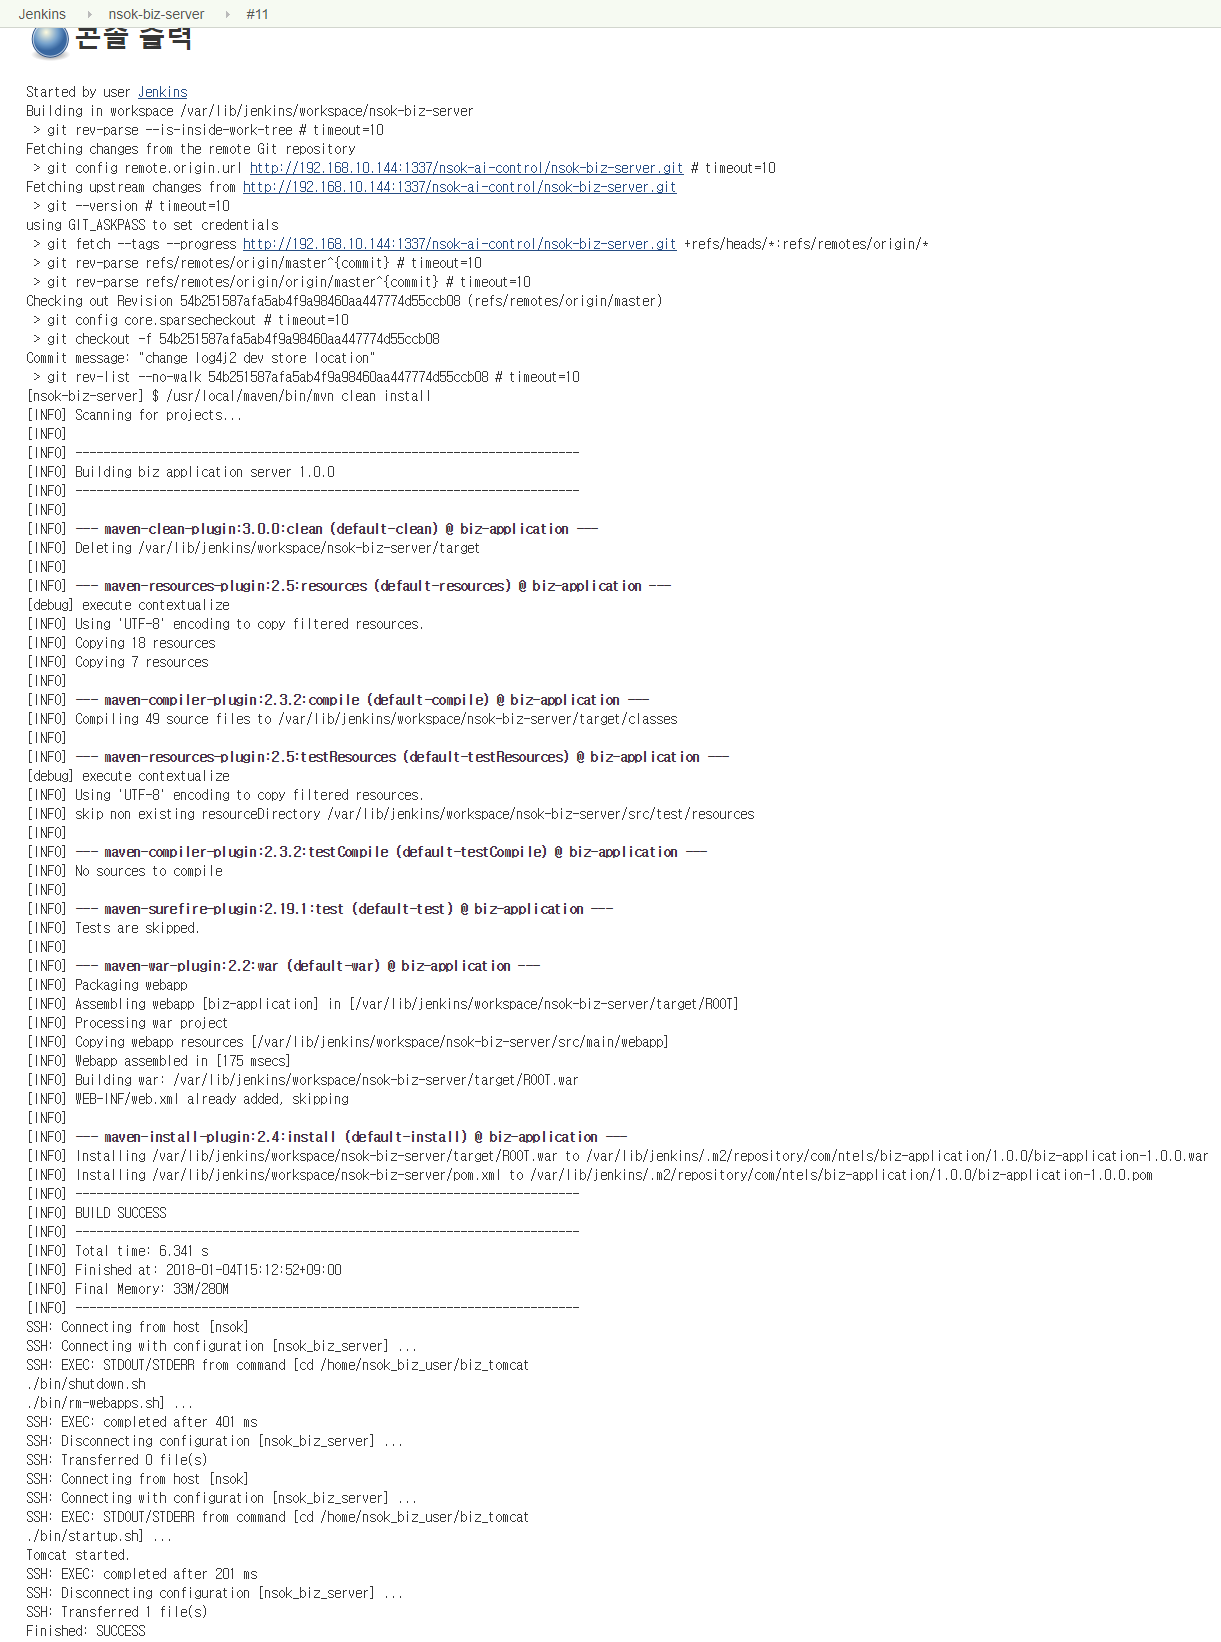 Jenkins nsok-biz-server #11
콘솔 출력
Started by user Jenkins
Building in workspace /var/lib/jenkins/workspace/nsok-biz-server
 > git rev-parse --is-inside-work-tree # timeout=10
Fetching changes from the remote Git repository
 > git config remote.origin.url http://192.168.10.144:1337/nsok-ai-control/nsok-biz-server.git # timeout=10
Fetching upstream changes from http://192.168.10.144:1337/nsok-ai-control/nsok-biz-server.git
 > git --version # timeout=10
using GIT_ASKPASS to set credentials
 > git fetch --tags --progress http://192.168.10.144:1337/nsok-ai-control/nsok-biz-server.git +refs/heads/*:refs/remotes/origin/*
 > git rev-parse refs/remotes/origin/master^{commit} # timeout=10
 > git rev-parse refs/remotes/origin/origin/master^{commit} # timeout=10
Checking out Revision 54b251587afa5ab4f9a98460aa447774d55ccb08 (refs/remotes/origin/master)
 > git config core.sparsecheckout # timeout=10
 > git checkout -f 54b251587afa5ab4f9a98460aa447774d55ccb08
Commit message: "change log4j2 dev store location"
 > git rev-list --no-walk 54b251587afa5ab4f9a98460aa447774d55ccb08 # timeout=10
[nsok-biz-server] $ /usr/local/maven/bin/mvn clean install
[INFO] Scanning for projects...
[INFO]
[INFO] ------------------------------------------------------------------------
[INFO] Building biz application server 1.0.0
[INFO] ------------------------------------------------------------------------
[INFO]
[INFO] --- maven-clean-plugin:3.0.0:clean (default-clean) @ biz-application ---
[INFO] Deleting /var/lib/jenkins/workspace/nsok-biz-server/target
[INFO]
[INFO] --- maven-resources-plugin:2.5:resources (default-resources) @ biz-application ---
[debug] execute contextualize
[INFO] Using 'UTF-8' encoding to copy filtered resources.
[INFO] Copying 18 resources
[INFO] Copying 7 resources
[INFO]
[INFO] --- maven-compiler-plugin:2.3.2:compile (default-compile) @ biz-application ---
[INFO] Compiling 49 source files to /var/lib/jenkins/workspace/nsok-biz-server/target/classes
[INFO]
[INFO] --- maven-resources-plugin:2.5:testResources (default-testResources) @ biz-application ---
[debug] execute contextualize
[INFO] Using 'UTF-8' encoding to copy filtered resources.
[INFO] skip non existing resourceDirectory /var/lib/jenkins/workspace/nsok-biz-server/src/test/resources
[INFO]
[INFO] --- maven-compiler-plugin:2.3.2:testCompile (default-testCompile) @ biz-application ---
[INFO] No sources to compile
[INFO]
[INFO] --- maven-surefire-plugin:2.19.1:test (default-test) @ biz-application ---
[INFO] Tests are skipped.
[INFO]
[INFO] --- maven-war-plugin:2.2:war (default-war) @ biz-application ---
[INFO] Packaging webapp
[INFO] Assembling webapp [biz-application] in [/var/lib/jenkins/workspace/nsok-biz-server/target/ROOT]
[INFO] Processing war project
[INFO] Copying webapp resources [/var/lib/jenkins/workspace/nsok-biz-server/src/main/webapp]
[INFO] Webapp assembled in [175 msecs]
[INFO] Building war: /var/lib/jenkins/workspace/nsok-biz-server/target/ROOT.war
[INFO] WEB-INF/web.xml already added, skipping
[INFO]
[INFO] --- maven-install-plugin:2.4:install (default-install) @ biz-application ---
[INFO] Installing /var/lib/jenkins/workspace/nsok-biz-server/target/ROOT.war to /var/lib/jenkins/.m2/repository/com/ntels/biz-application/1.0.0/biz-application-1.0.0.war
[INFO] Installing /var/lib/jenkins/workspace/nsok-biz-server/pom.xml to /var/lib/jenkins/.m2/repository/com/ntels/biz-application/1.0.0/biz-application-1.0.0.pom
[INFO] ------------------------------------------------------------------------
[INFO] BUILD SUCCESS
[INFO] ------------------------------------------------------------------------
[INFO] Total time: 6.341 s
[INFO] Finished at: 2018-01-04T15:12:52+09:00
[INFO] Final Memory: 33M/280M
[INFO] ------------------------------------------------------------------------
SSH: Connecting from host [nsok]
SSH: Connecting with configuration [nsok_biz_server] ...
SSH: EXEC: STDOUT/STDERR from command [cd /home/nsok_biz_user/biz_tomcat
./bin/shutdown.sh
./bin/rm-webapps.sh] ...
SSH: EXEC: completed after 401 ms
SSH: Disconnecting configuration [nsok_biz_server] ...
SSH: Transferred 0 file(s)
SSH: Connecting from host [nsok]
SSH: Connecting with configuration [nsok_biz_server] ...
SSH: EXEC: STDOUT/STDERR from command [cd /home/nsok_biz_user/biz_tomcat
./bin/startup.sh] ...
Tomcat started.
SSH: EXEC: completed after 201 ms
SSH: Disconnecting configuration [nsok_biz_server] ...
SSH: Transferred 1 file(s)
Finished: SUCCESS